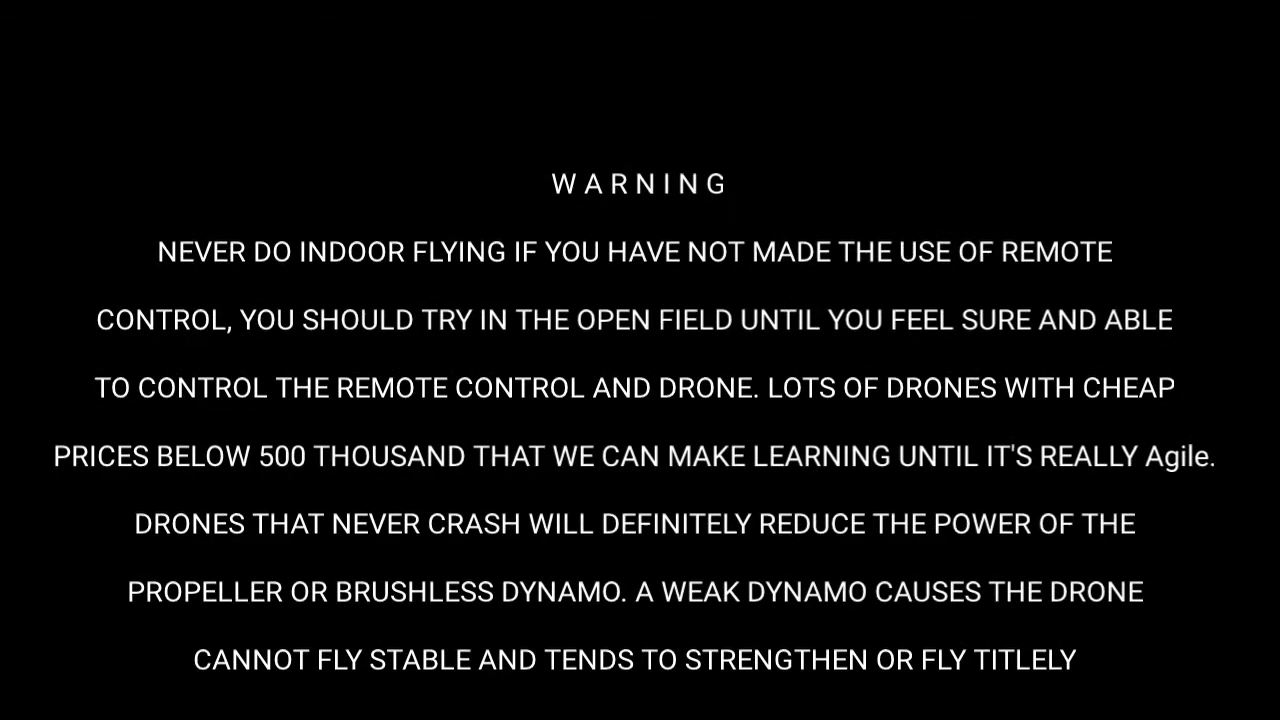 W A R N I N G
NEVER DO INDOOR FLYING IF YOU HAVE NOT MADE THE USE OF REMOTE
CONTROL, YOU SHOULD TRY IN THE OPEN FIELD UNTIL YOU FEEL SURE AND ABLE
TO CONTROL THE REMOTE CONTROL AND DRONE. LOTS OF DRONES WITH CHEAP
PRICES BELOW 500 THOUSAND THAT WE CAN MAKE LEARNING UNTIL IT'S REALLY Agile.
DRONES THAT NEVER CRASH WILL DEFINITELY REDUCE THE POWER OF THE
PROPELLER OR BRUSHLESS DYNAMO. A WEAK DYNAMO CAUSES THE DRONE
CANNOT FLY STABLE AND TENDS TO STRENGTHEN OR FLY TITLELY